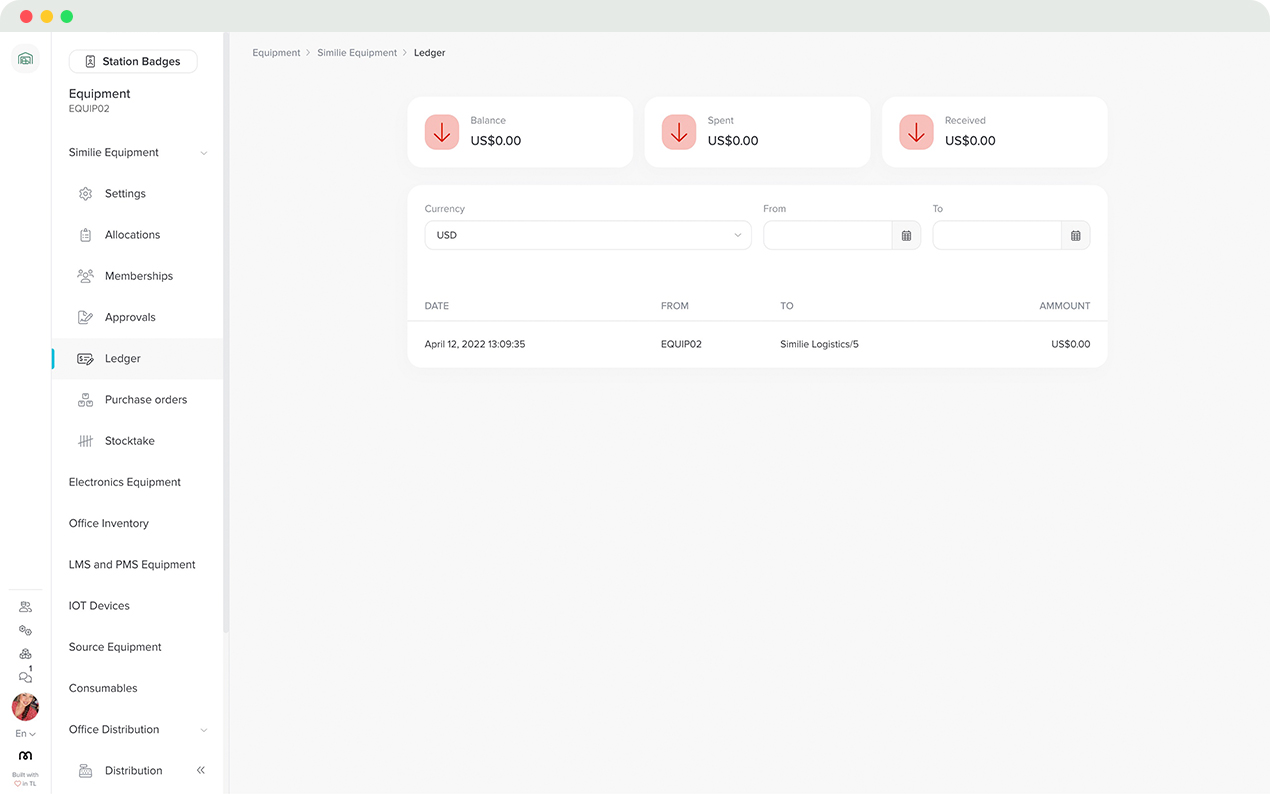 Station Badges
Equipment
EQUIP02
Similie Equipment
Settings
Allocations
Memberships
Approvals
Ledger
Purchase orders
Stocktake
Electronics Equipment
Office Inventory
LMS and PMS Equipment
IOT Devices
Source Equipment
Consumables
Office Distribution
Distribution
1
En
Built with
in TL
Equipment > Similie Equipment > Ledger
Balance
US$0.00
Spent
US$0.00
Received
US$0.00
Currency From To
USD
DATE FROM TO AMMOUNT
April 12, 2022 13:09:35 EQUIP02 Similie Logistics/5 US$0.00